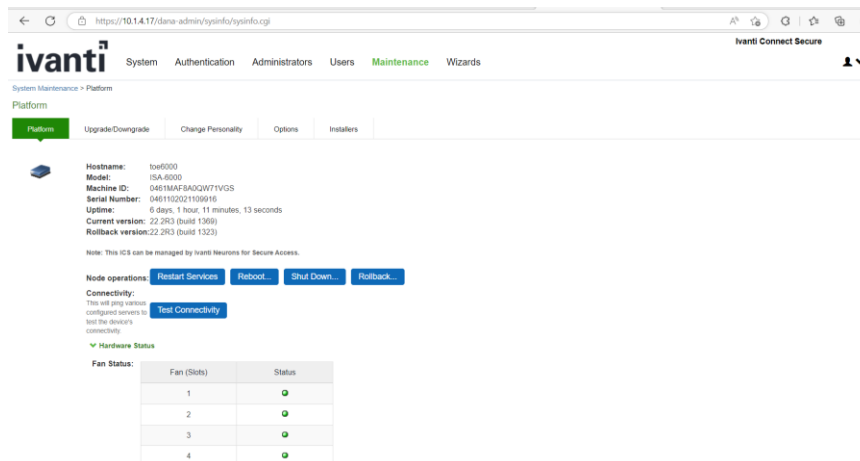 https://10.1.4.17/dana-admin/sysinfo/sysinfo.cgi
Ivanti Connect Secure
ivanti
System Authentication Administrators Users Maintenance Wizards
System Maintenance > Platform
Platform
Platform Upgrade/Downgrade Change Personality Options Installers
Hostname: toe6000
Model: ISA-6000
Machine ID: 0461MAF8A0QW71VGS
Serial Number: 0461102021109916
Uptime: 6 days, 1 hour, 11 minutes, 13 seconds
Current version: 22.2R3 (build 1369)
Rollback version:22.2R3 (build 1323)
Note: This ICS can be managed by Ivanti Neurons for Secure Access.
Node operations: Restart Services Reboot... Shut Down... Rollback...
Connectivity:
This will ping various
configured servers to
test the device's
connectivity.
Test Connectivity
Hardware Status
Fan Status:
Fan (Slots) Status
1
2
3
4